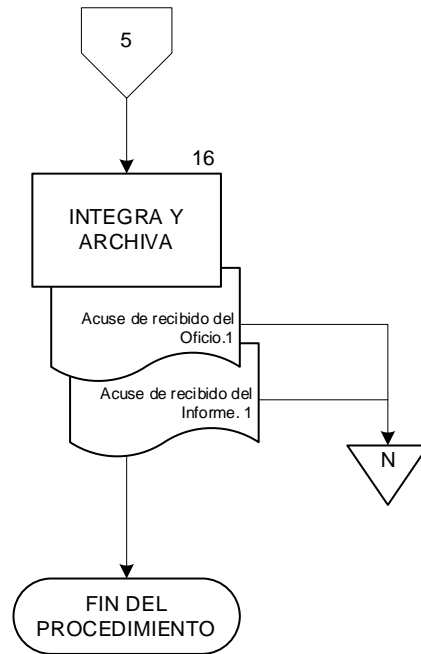 5
16
INTEGRA Y
ARCHIVA
Acuse de recibido del
Oficio.1
Acuse de recibido del
Informe. 1
N
FIN DEL
PROCEDIMIENTO